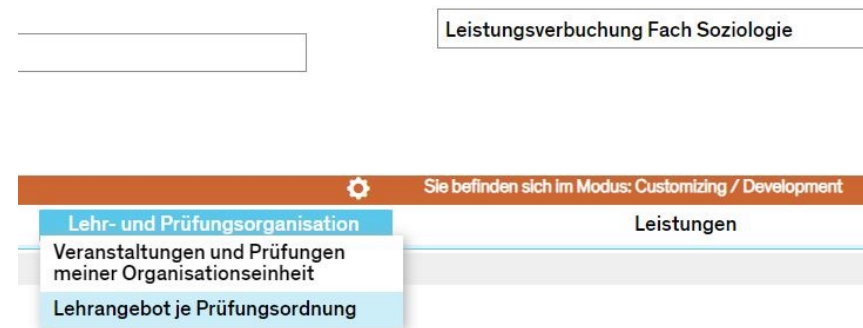 Leistungsverbuchung Fach Soziologie
Sie befinden sich im Modus: Customizing / Development
Lehr- und Prüfungsorganisation
Leistungen
Veranstaltungen und Prüfungen
meiner Organisationseinheit
Lehrangebot je Prüfungsordnung